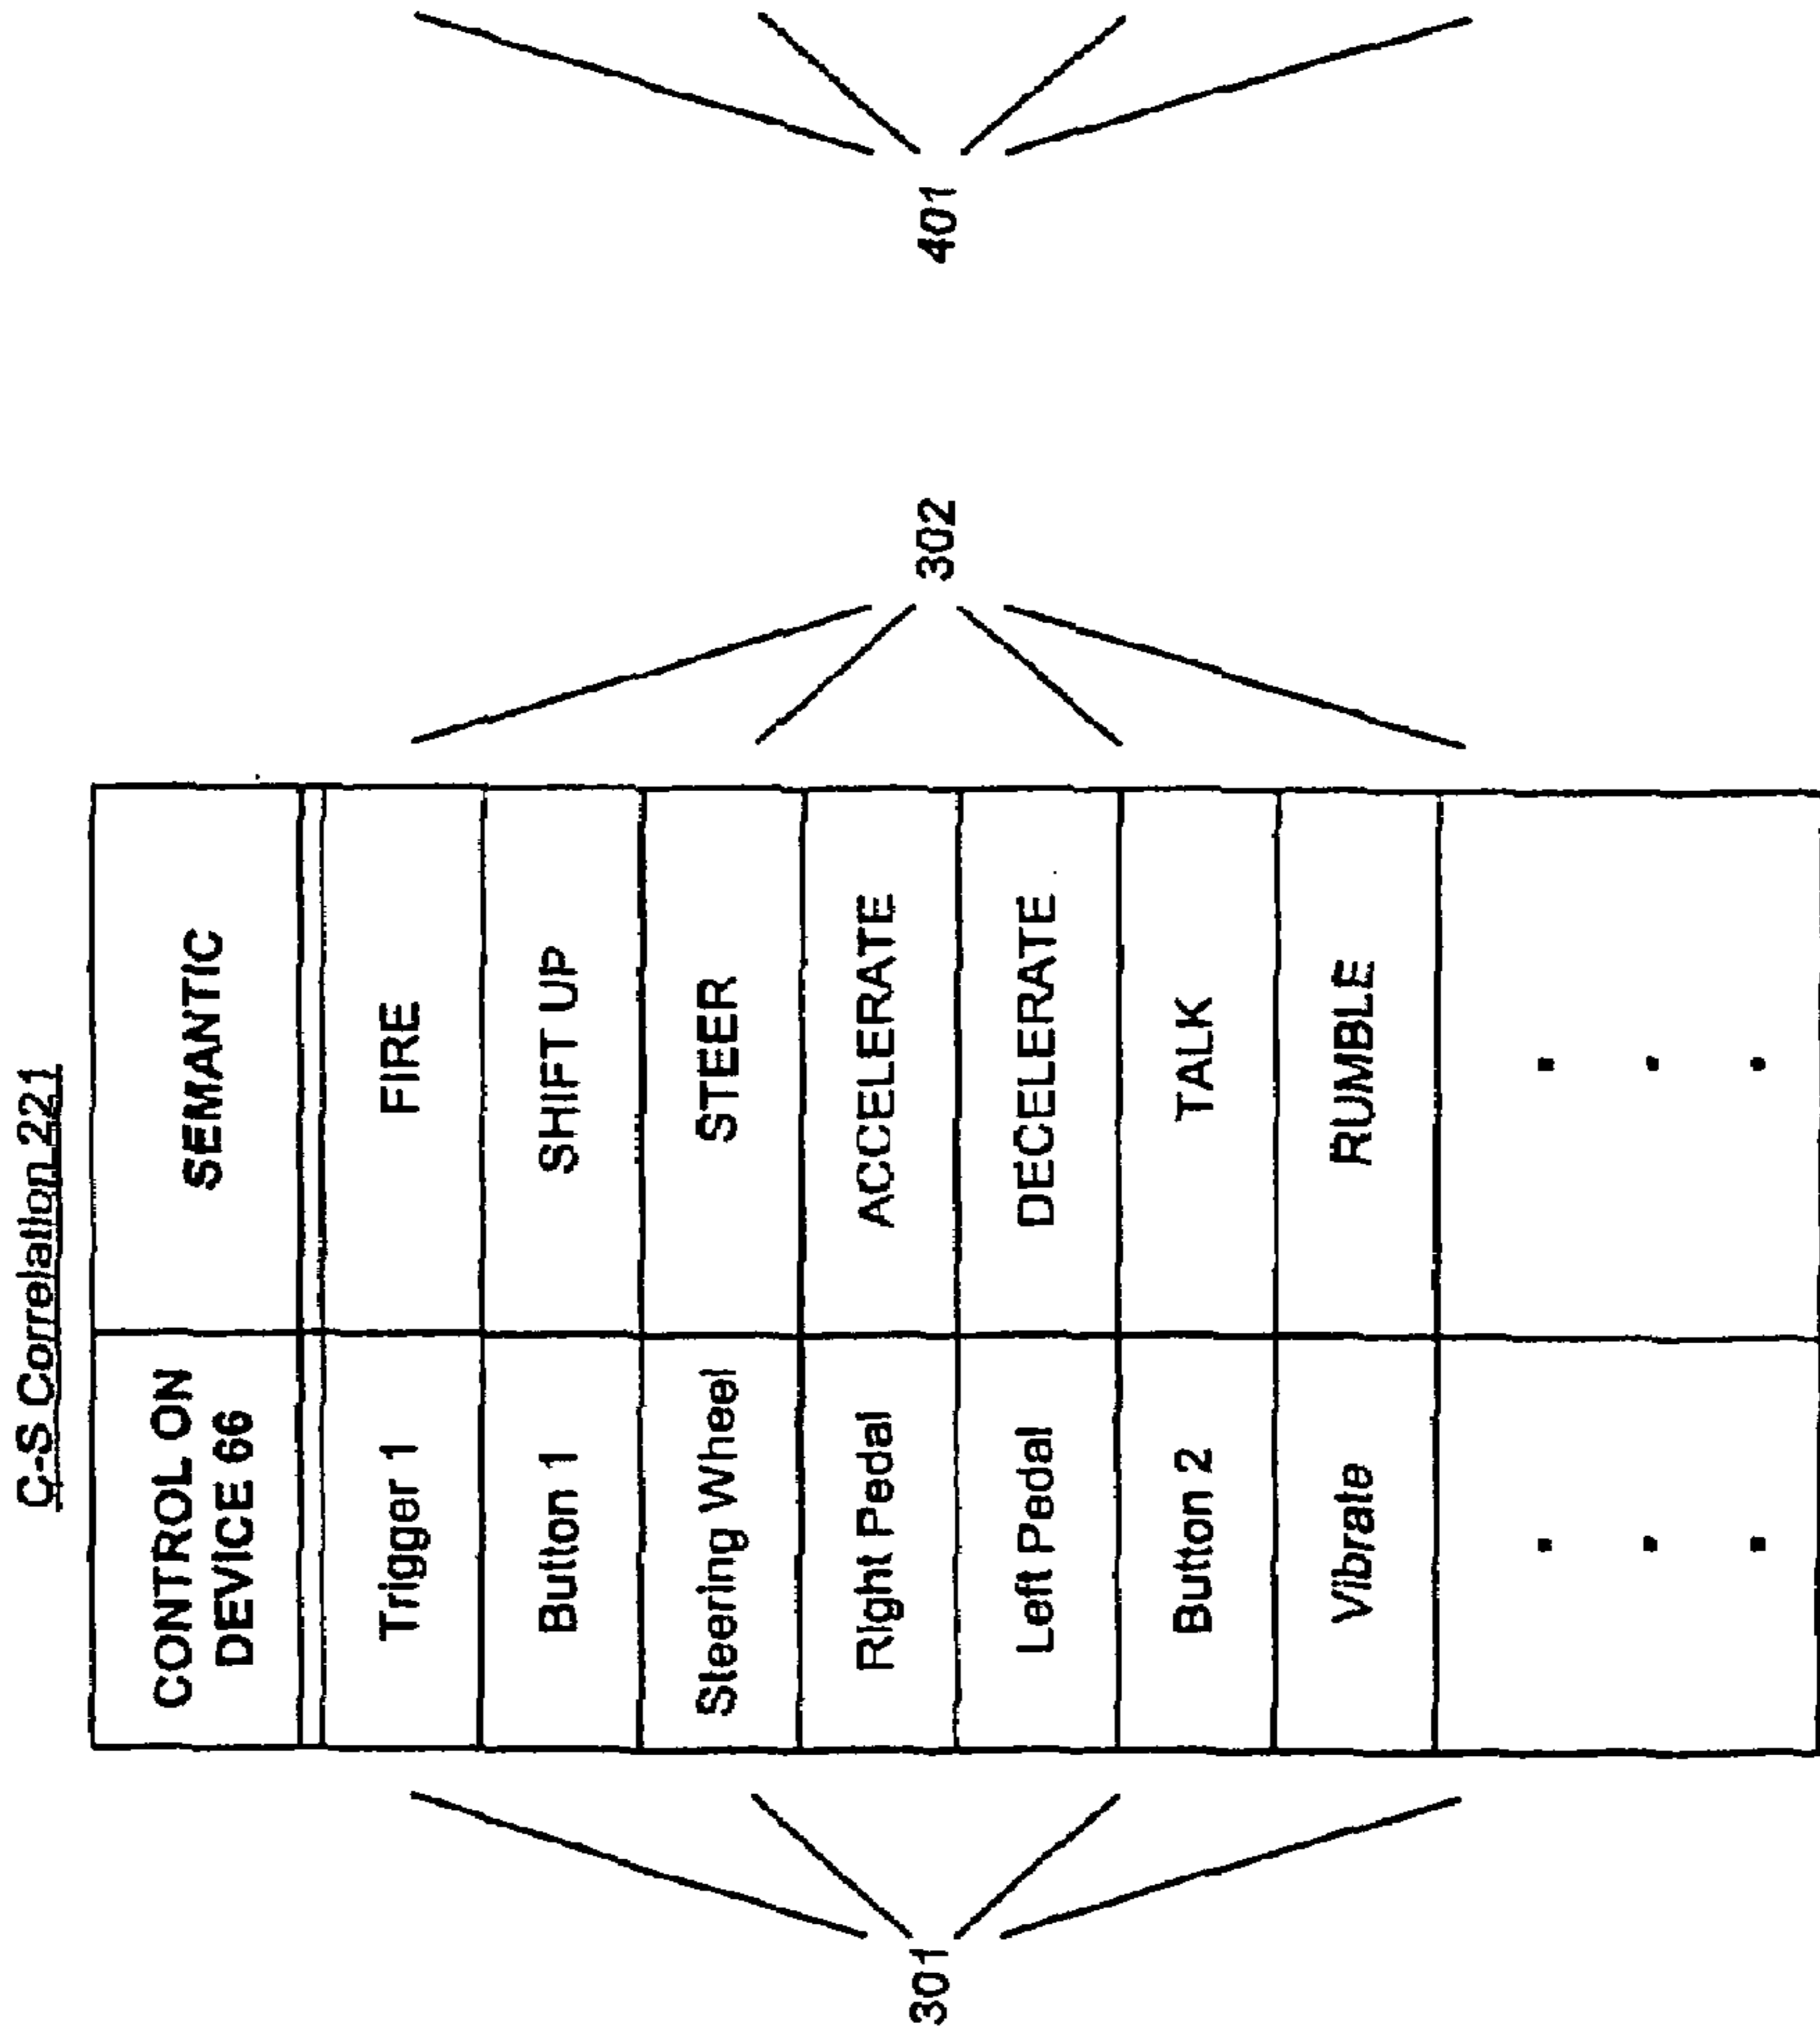 C-S Correlation 221
CONTROL ON DEVICE 66 SEMANTIC
Trigger 1 FIRE
Button 1 SHIFT UP
Steering Wheel STEER
Right Pedal ACCELERATE
Left Pedal DECELERATE
Button 2 TALK
Vibrate RUMBLE
301
302
401